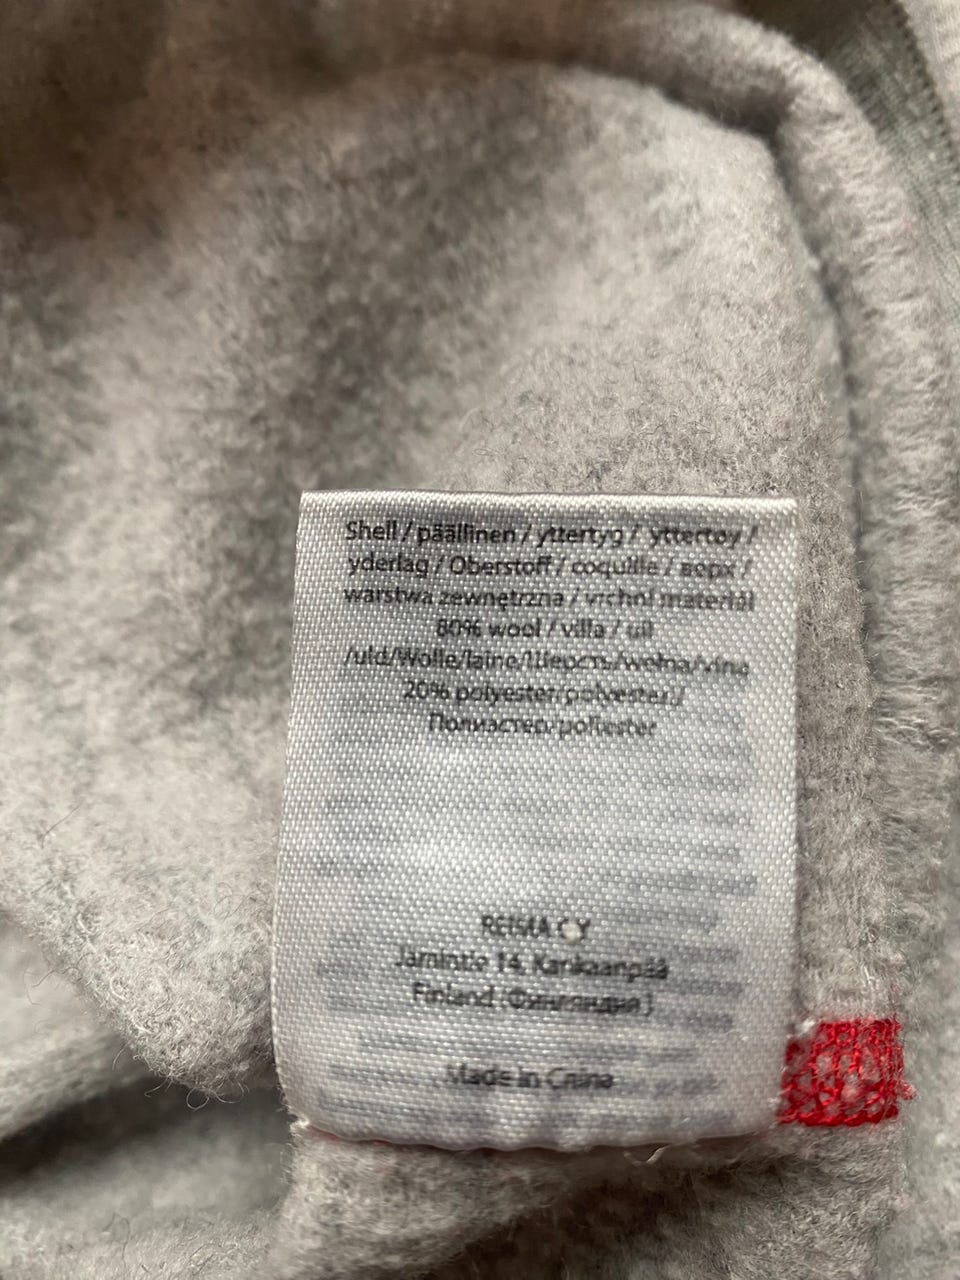 Shell / päällinen / yttertyg / yttertøy /
yderlag / Oberstoff / coquille / верх /
warstwa zewnętrzna / vrchní materiál
80% wool / villa / ull
/uld/Wolle/laine/Шерсть/wełna/vlna
20% polyester/polyester/
Полиэстер/poliester
REIMA OY
Jämintie 14, Kankaanpää
Finland (Финляндия)
Made in China